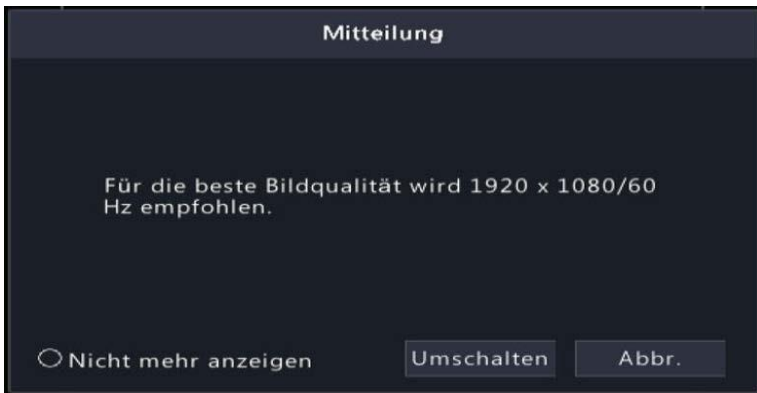 Mitteilung
Für die beste Bildqualität wird 1920 x 1080/60
Hz empfohlen.
Nicht mehr anzeigen
Umschalten
Abbr.